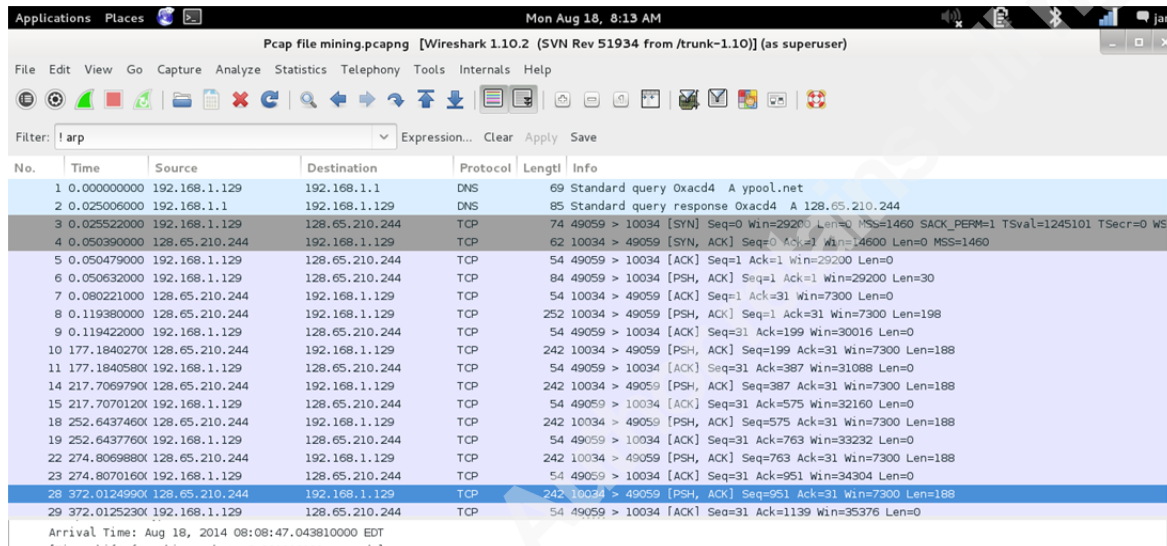 Applications Places Mon Aug 18, 8:13 AM jar
Pcap file mining.pcapng [Wireshark 1.10.2 (SVN Rev 51934 from /trunk-1.10)] (as superuser)
File Edit View Go Capture Analyze Statistics Telephony Tools Internals Help
Filter: ! arp Expression... Clear Apply Save
No. Time Source Destination Protocol Lengtl Info
1 0.000000000 192.168.1.129 192.168.1.1 DNS 69 Standard query 0xacd4 A ypool.net
2 0.025006000 192.168.1.1 192.168.1.129 DNS 85 Standard query response 0xacd4 A 128.65.210.244
3 0.025522000 192.168.1.129 128.65.210.244 TCP 74 49059 > 10034 [SYN] Seq=0 Win=29200 Len=0 MSS=1460 SACK_PERM=1 TSval=1245101 TSecr=0 WS
4 0.050390000 128.65.210.244 192.168.1.129 TCP 62 10034 > 49059 [SYN, ACK] Seq=0 Ack=1 Win=14600 Len=0 MSS=1460
5 0.050479000 192.168.1.129 128.65.210.244 TCP 54 49059 > 10034 [ACK] Seq=1 Ack=1 Win=29200 Len=0
6 0.050632000 192.168.1.129 128.65.210.244 TCP 84 49059 > 10034 [PSH, ACK] Seq=1 Ack=1 Win=29200 Len=30
7 0.080221000 128.65.210.244 192.168.1.129 TCP 54 10034 > 49059 [ACK] Seq=1 Ack=31 Win=7300 Len=0
8 0.119380000 128.65.210.244 192.168.1.129 TCP 252 10034 > 49059 [PSH, ACK] Seq=1 Ack=31 Win=7300 Len=198
9 0.119422000 192.168.1.129 128.65.210.244 TCP 54 49059 > 10034 [ACK] Seq=31 Ack=199 Win=30016 Len=0
10 177.1840270( 128.65.210.244 192.168.1.129 TCP 242 10034 > 49059 [PSH, ACK] Seq=199 Ack=31 Win=7300 Len=188
11 177.1840580( 192.168.1.129 128.65.210.244 TCP 54 49059 > 10034 [ACK] Seq=31 Ack=387 Win=31088 Len=0
14 217.7069790( 128.65.210.244 192.168.1.129 TCP 242 10034 > 49059 [PSH, ACK] Seq=387 Ack=31 Win=7300 Len=188
15 217.7070120( 192.168.1.129 128.65.210.244 TCP 54 49059 > 10034 [ACK] Seq=31 Ack=575 Win=32160 Len=0
18 252.6437460( 128.65.210.244 192.168.1.129 TCP 242 10034 > 49059 [PSH, ACK] Seq=575 Ack=31 Win=7300 Len=188
19 252.6437760( 192.168.1.129 128.65.210.244 TCP 54 49059 > 10034 [ACK] Seq=31 Ack=763 Win=33232 Len=0
22 274.8069880( 128.65.210.244 192.168.1.129 TCP 242 10034 > 49059 [PSH, ACK] Seq=763 Ack=31 Win=7300 Len=188
23 274.8070160( 192.168.1.129 128.65.210.244 TCP 54 49059 > 10034 [ACK] Seq=31 Ack=951 Win=34304 Len=0
28 372.0124990( 128.65.210.244 192.168.1.129 TCP 242 10034 > 49059 [PSH, ACK] Seq=951 Ack=31 Win=7300 Len=188
29 372.0125230( 192.168.1.129 128.65.210.244 TCP 54 49059 > 10034 [ACK] Seq=31 Ack=1139 Win=35376 Len=0
Arrival Time: Aug 18, 2014 08:08:47.043810000 EDT